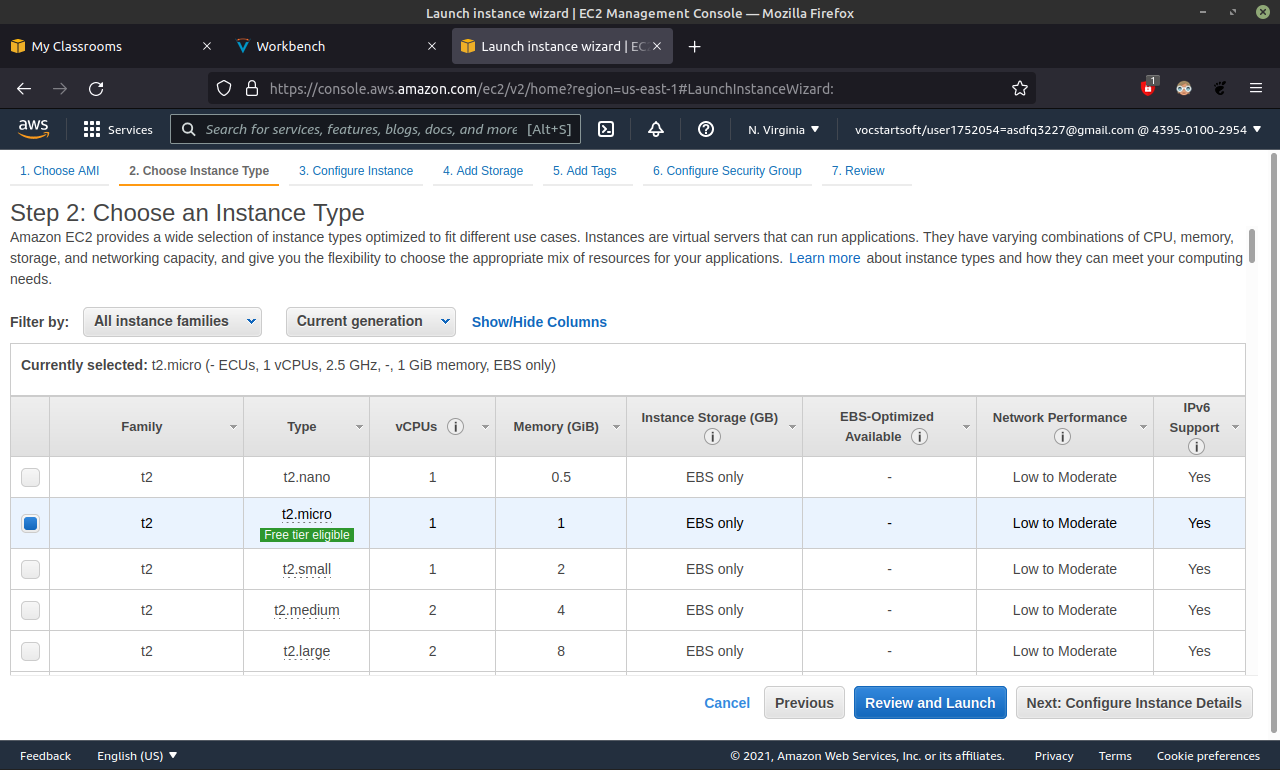 Launch instance wizard | EC2 Management Console — Mozilla Firefox
My Classrooms
Workbench
Launch instance wizard | EC
https://console.aws.amazon.com/ec2/v2/home?region=us-east-1#LaunchInstanceWizard:
1
aws
Services
Search for services, features, blogs, docs, and more [Alt+S]
N. Virginia
vocstartsoft/user1752054=asdfq3227@gmail.com @ 4395-0100-2954
1. Choose AMI 2. Choose Instance Type 3. Configure Instance 4. Add Storage 5. Add Tags 6. Configure Security Group 7. Review
Step 2: Choose an Instance Type
Amazon EC2 provides a wide selection of instance types optimized to fit different use cases. Instances are virtual servers that can run applications. They have varying combinations of CPU, memory,
storage, and networking capacity, and give you the flexibility to choose the appropriate mix of resources for your applications. Learn more about instance types and how they can meet your computing
needs.
Filter by: All instance families Current generation Show/Hide Columns
Currently selected: t2.micro (- ECUs, 1 vCPUs, 2.5 GHz, -, 1 GiB memory, EBS only)
Family Type vCPUs Memory (GiB) Instance Storage (GB) EBS-Optimized Available Network Performance IPv6 Support
t2 t2.nano 1 0.5 EBS only - Low to Moderate Yes
t2 t2.micro Free tier eligible 1 1 EBS only - Low to Moderate Yes
t2 t2.small 1 2 EBS only - Low to Moderate Yes
t2 t2.medium 2 4 EBS only - Low to Moderate Yes
t2 t2.large 2 8 EBS only - Low to Moderate Yes
Cancel Previous Review and Launch Next: Configure Instance Details
Feedback English (US) © 2021, Amazon Web Services, Inc. or its affiliates. Privacy Terms Cookie preferences